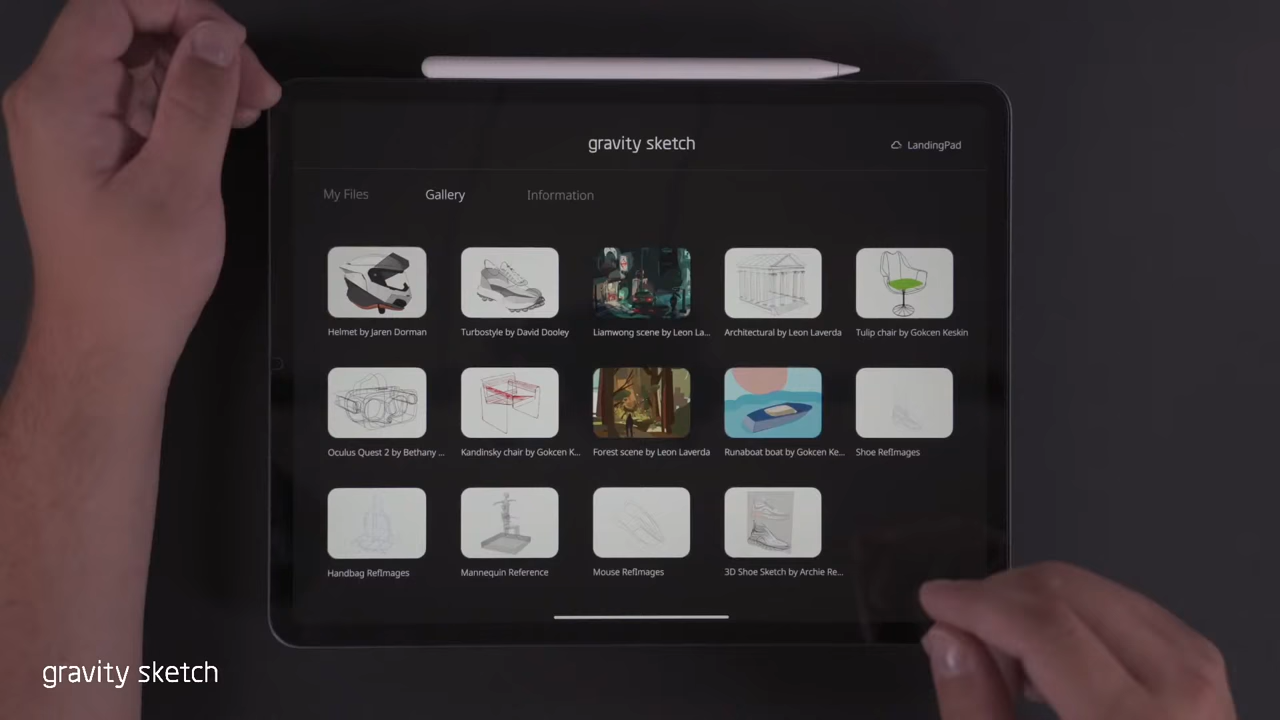 gravity sketch
LandingPad
My Files
Gallery
Information
Helmet by Jaren Dorman
Turbostyle by David Dooley
Liamwong scene by Leon La...
Architectural by Leon Laverda
Tulip chair by Gokcen Keskin
Oculus Quest 2 by Bethany ...
Kandinsky chair by Gokcen K...
Forest scene by Leon Laverda
Runaboat boat by Gokcen Ke...
Shoe RefImages
Handbag RefImages
Mannequin Reference
Mouse RefImages
3D Shoe Sketch by Archie Re...
gravity sketch